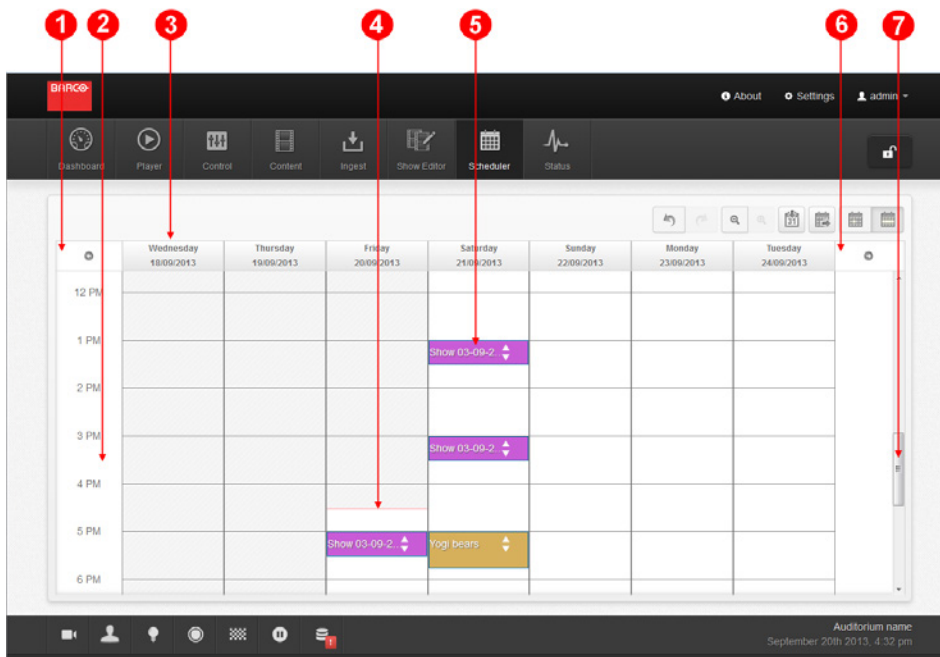 1 2 3 4 5 6 7
BARCO
About Settings admin
Dashboard Player Control Content Ingest Show Editor Scheduler Status
31
Wednesday Thursday Friday Saturday Sunday Monday Tuesday
18/09/2013 19/09/2013 20/09/2013 21/09/2013 22/09/2013 23/09/2013 24/09/2013
12 PM
1 PM
Show 03-09-2...
2 PM
3 PM
Show 03-09-2...
4 PM
5 PM
Show 03-09-2... Yogi bears
6 PM
Auditorium name
September 20th 2013, 4:32 pm